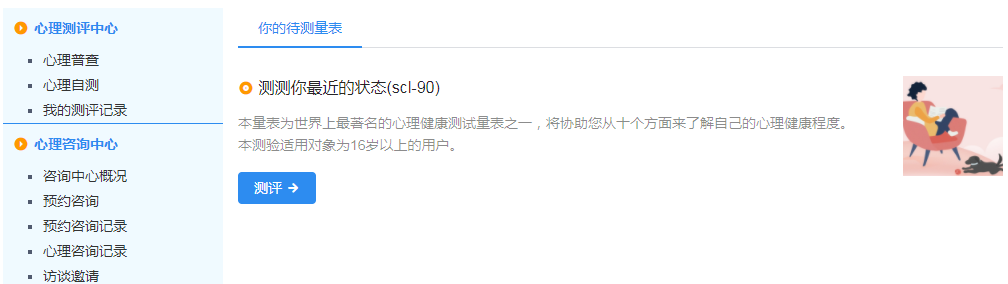 心理测评中心
心理普查
心理自测
我的测评记录
心理咨询中心
咨询中心概况
预约咨询
预约咨询记录
心理咨询记录
访谈邀请
你的待测量表
测测你最近的状态(scl-90)
本量表为世界上最著名的心理健康测试量表之一，将协助您从十个方面来了解自己的心理健康程度。
本测验适用对象为16岁以上的用户。
测评 →